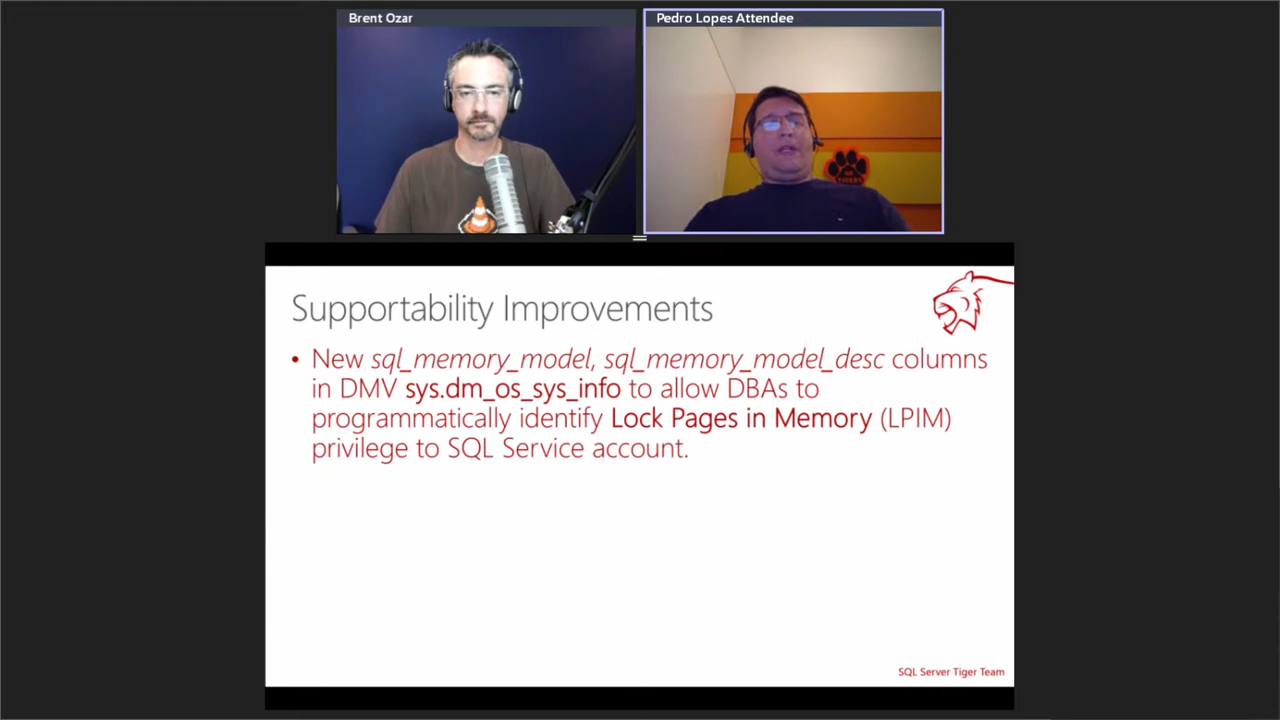 Brent Ozar
Pedro Lopes Attendee
Supportability Improvements
• New sql_memory_model, sql_memory_model_desc columns
in DMV sys.dm_os_sys_info to allow DBAs to
programmatically identify Lock Pages in Memory (LPIM)
privilege to SQL Service account.
SQL Server Tiger Team